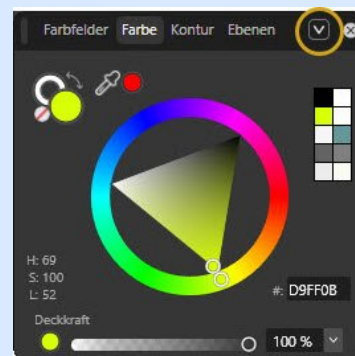 Farbfelder Farbe Kontur Ebenen
H: 69
S: 100
L: 52
#: D9FF0B
Deckkraft
100 %